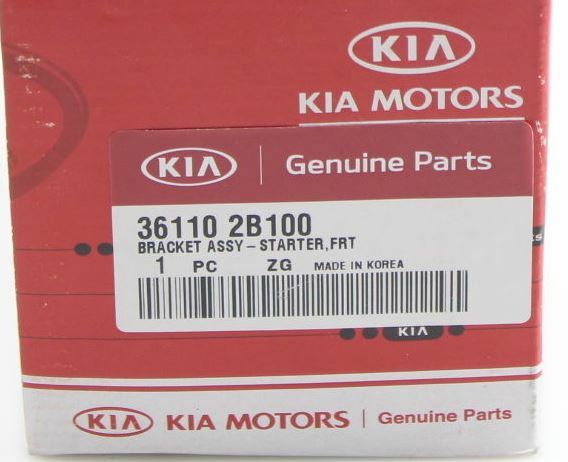 KIA
KIA MOTORS
KIA Genuine Parts
36110 2B100
BRACKET ASSY-STARTER,FRT
1 PC ZG MADE IN KOREA
KIA
KIA KIA MOTORS | Genuine Parts